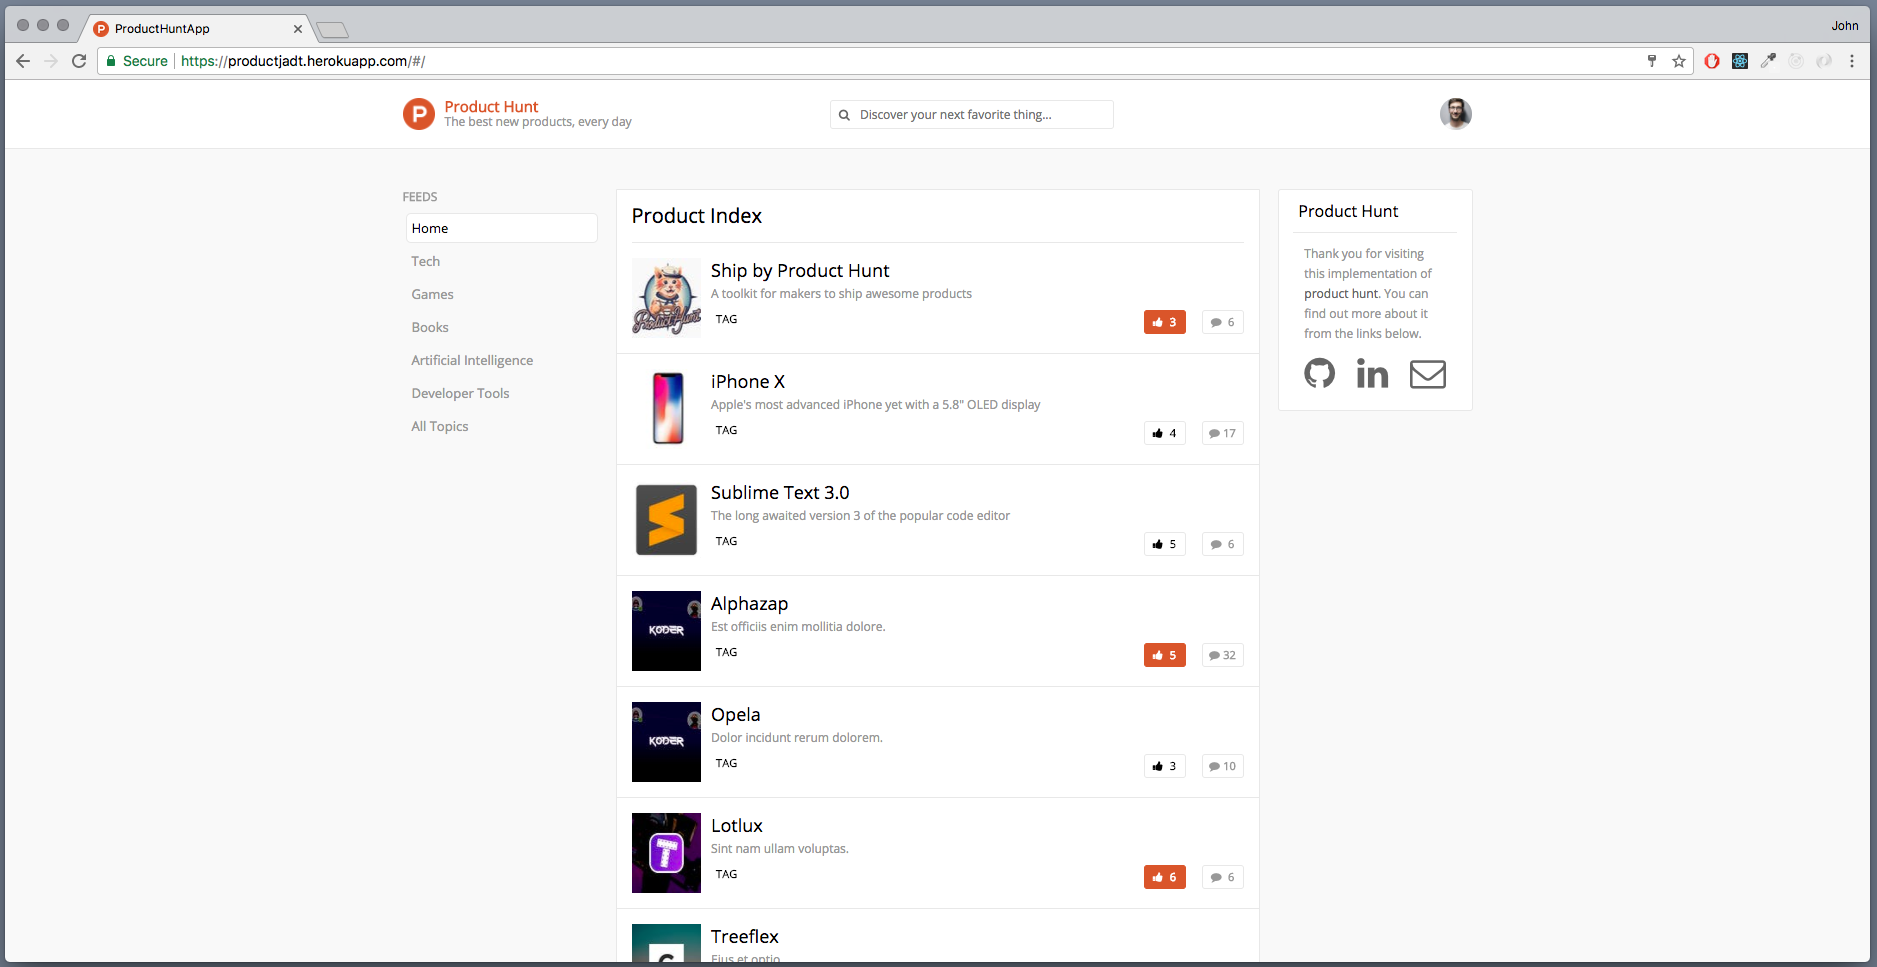 ProductHuntApp
John
Secure
https://productjadt.herokuapp.com/#/
P
Product Hunt
The best new products, every day
Discover your next favorite thing...
FEEDS
Home
Tech
Games
Books
Artificial Intelligence
Developer Tools
All Topics
Product Index
Product Hunt
Ship by Product Hunt
A toolkit for makers to ship awesome products
TAG
3
6
iPhone X
Apple's most advanced iPhone yet with a 5.8" OLED display
TAG
4
17
Sublime Text 3.0
The long awaited version 3 of the popular code editor
TAG
5
6
KODER
Alphazap
Est officiis enim mollitia dolore.
TAG
5
32
KODER
Opela
Dolor incidunt rerum dolorem.
TAG
3
10
T
Lotlux
Sint nam ullam voluptas.
TAG
6
6
Treeflex
Eius et optio
Product Hunt
Thank you for visiting
this implementation of
product hunt. You can
find out more about it
from the links below.
in